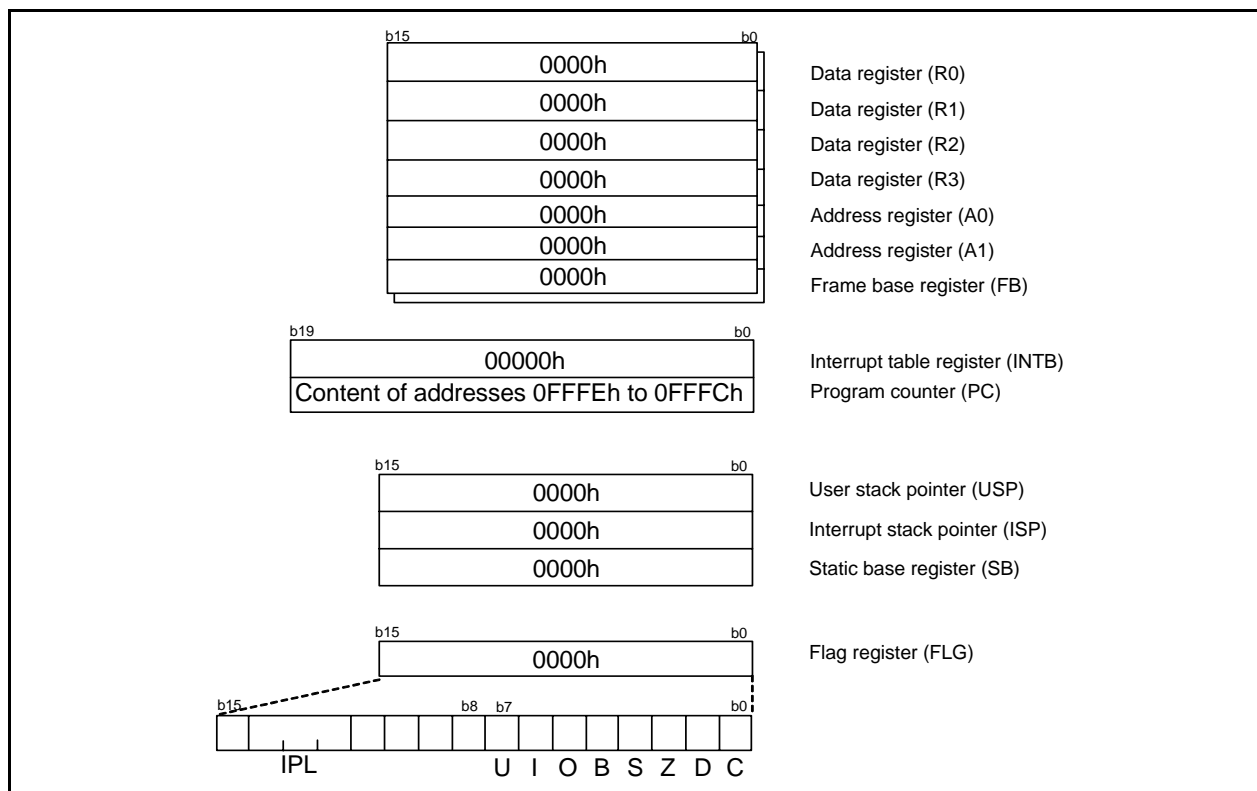 b15 b0
0000h Data register (R0)
0000h Data register (R1)
0000h Data register (R2)
0000h Data register (R3)
0000h Address register (A0)
0000h Address register (A1)
0000h Frame base register (FB)
b19 b0
00000h Interrupt table register (INTB)
Content of addresses 0FFFEh to 0FFFCh Program counter (PC)
b15 b0
0000h User stack pointer (USP)
0000h Interrupt stack pointer (ISP)
0000h Static base register (SB)
b15 b0
0000h Flag register (FLG)
b15 b8 b7 b0
IPL U I O B S Z D C